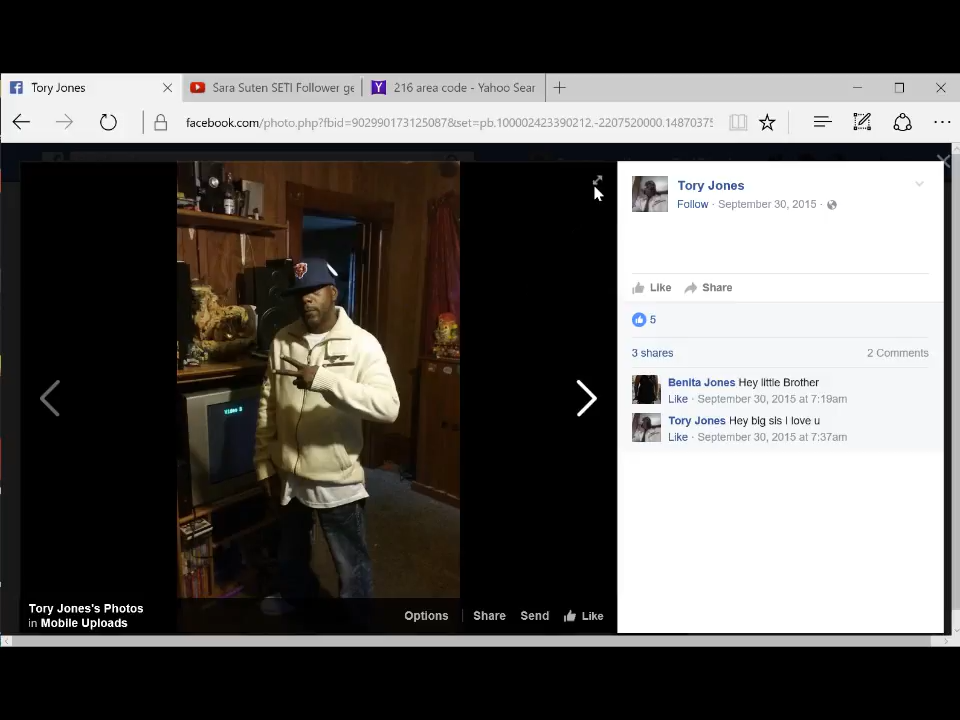 Tory Jones
Sara Suten SETI Follower ge
216 area code - Yahoo Sear
facebook.com/photo.php?fbid=902990173125087&set=pb.100002423390212.-2207520000.14870375
Tory Jones
Follow · September 30, 2015 ·
Like Share
5
3 shares 2 Comments
Benita Jones Hey little Brother
Like · September 30, 2015 at 7:19am
Tory Jones Hey big sis I love u
Like · September 30, 2015 at 7:37am
Video 3
Tory Jones's Photos
in Mobile Uploads
Options Share Send Like